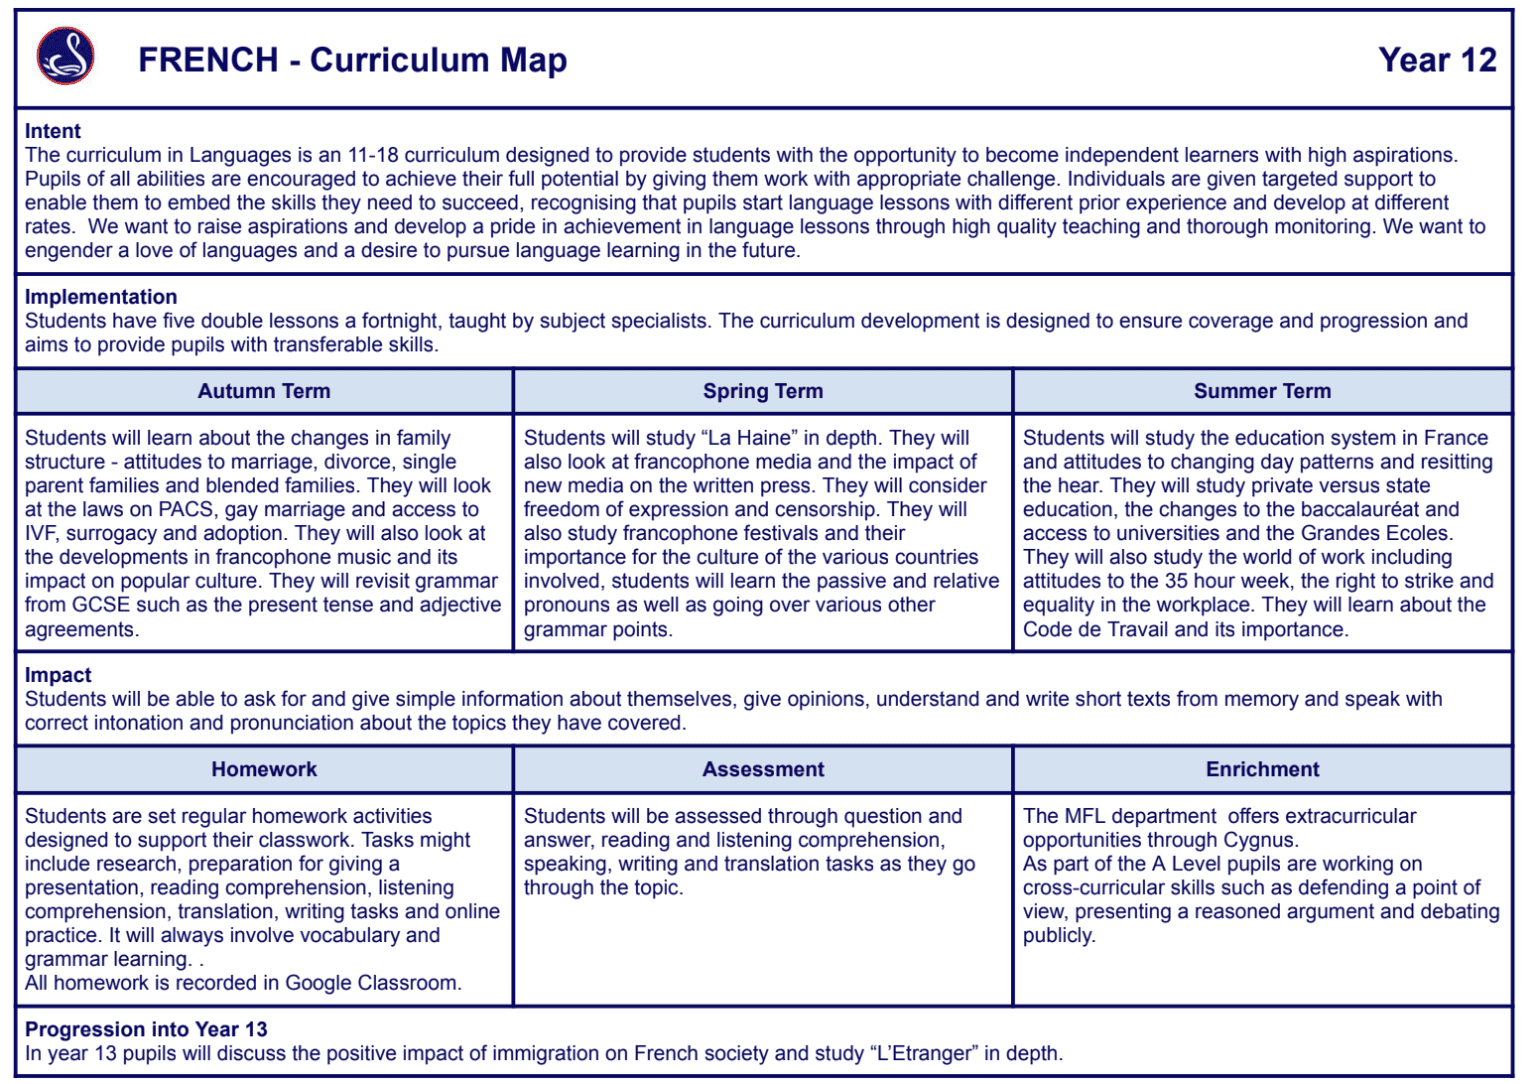 FRENCH - Curriculum Map
Year 12
Intent
The curriculum in Languages is an 11-18 curriculum designed to provide students with the opportunity to become independent learners with high aspirations.
Pupils of all abilities are encouraged to achieve their full potential by giving them work with appropriate challenge. Individuals are given targeted support to
enable them to embed the skills they need to succeed, recognising that pupils start language lessons with different prior experience and develop at different
rates.  We want to raise aspirations and develop a pride in achievement in language lessons through high quality teaching and thorough monitoring. We want to
engender a love of languages and a desire to pursue language learning in the future.
Implementation
Students have five double lessons a fortnight, taught by subject specialists. The curriculum development is designed to ensure coverage and progression and
aims to provide pupils with transferable skills.
Autumn Term
Students will learn about the changes in family
structure - attitudes to marriage, divorce, single
parent families and blended families. They will look
at the laws on PACS, gay marriage and access to
IVF, surrogacy and adoption. They will also look at
the developments in francophone music and its
impact on popular culture. They will revisit grammar
from GCSE such as the present tense and adjective
agreements.
Spring Term
Students will study “La Haine” in depth. They will
also look at francophone media and the impact of
new media on the written press. They will consider
freedom of expression and censorship. They will
also study francophone festivals and their
importance for the culture of the various countries
involved, students will learn the passive and relative
pronouns as well as going over various other
grammar points.
Summer Term
Students will study the education system in France
and attitudes to changing day patterns and resitting
the hear. They will study private versus state
education, the changes to the baccalauréat and
access to universities and the Grandes Ecoles.
They will also study the world of work including
attitudes to the 35 hour week, the right to strike and
equality in the workplace. They will learn about the
Code de Travail and its importance.
Impact
Students will be able to ask for and give simple information about themselves, give opinions, understand and write short texts from memory and speak with
correct intonation and pronunciation about the topics they have covered.
Homework
Students are set regular homework activities
designed to support their classwork. Tasks might
include research, preparation for giving a
presentation, reading comprehension, listening
comprehension, translation, writing tasks and online
practice. It will always involve vocabulary and
grammar learning. .
All homework is recorded in Google Classroom.
Assessment
Students will be assessed through question and
answer, reading and listening comprehension,
speaking, writing and translation tasks as they go
through the topic.
Enrichment
The MFL department  offers extracurricular
opportunities through Cygnus.
As part of the A Level pupils are working on
cross-curricular skills such as defending a point of
view, presenting a reasoned argument and debating
publicly.
Progression into Year 13
In year 13 pupils will discuss the positive impact of immigration on French society and study “L’Etranger” in depth.